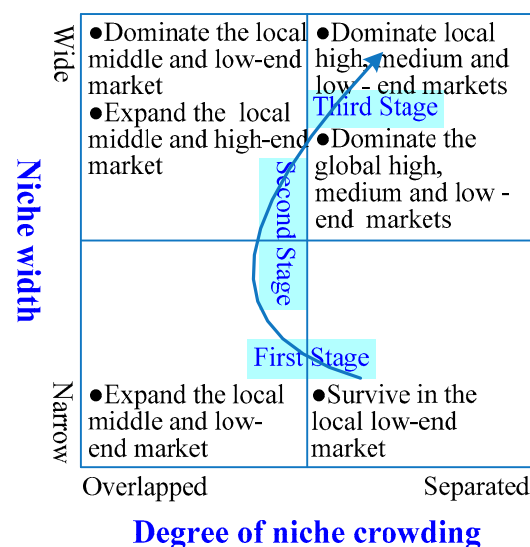 Wide
●Dominate the local
middle and low-end
market
●Expand the local
middle and high-end
market
●Dominate local
high, medium and
low - end markets
Third Stage
●Dominate the
global high,
medium and low -
end markets
Second Stage
Niche width
First Stage
Narrow
●Expand the local
middle and low-
end market
●Survive in the
local low-end
market
Overlapped
Separated
Degree of niche crowding